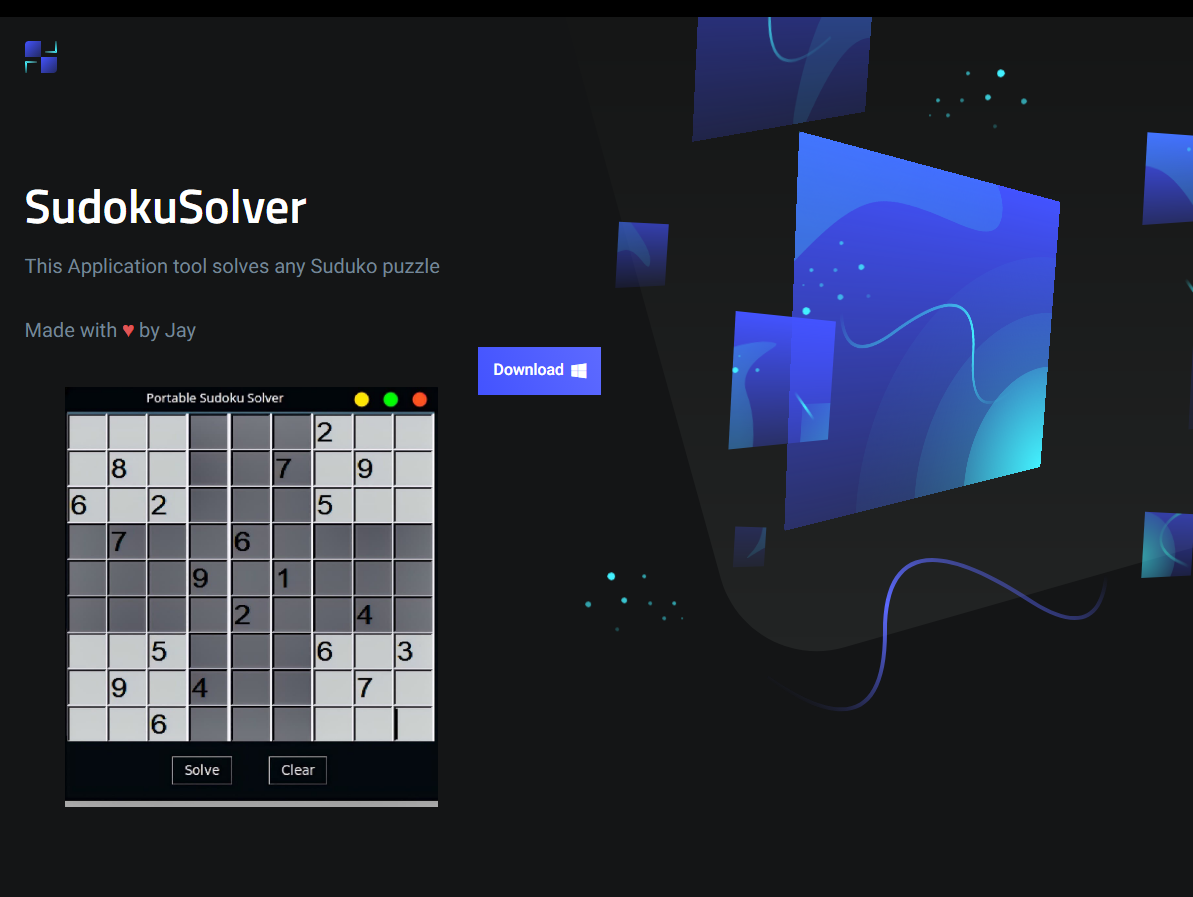 SudokuSolver
This Application tool solves any Suduko puzzle
Made with ♥ by Jay
Download
Portable Sudoku Solver
2
8 7 9
6 2 5
7 6
9 1
2 4
5 6 3
9 4 7
6
Solve Clear